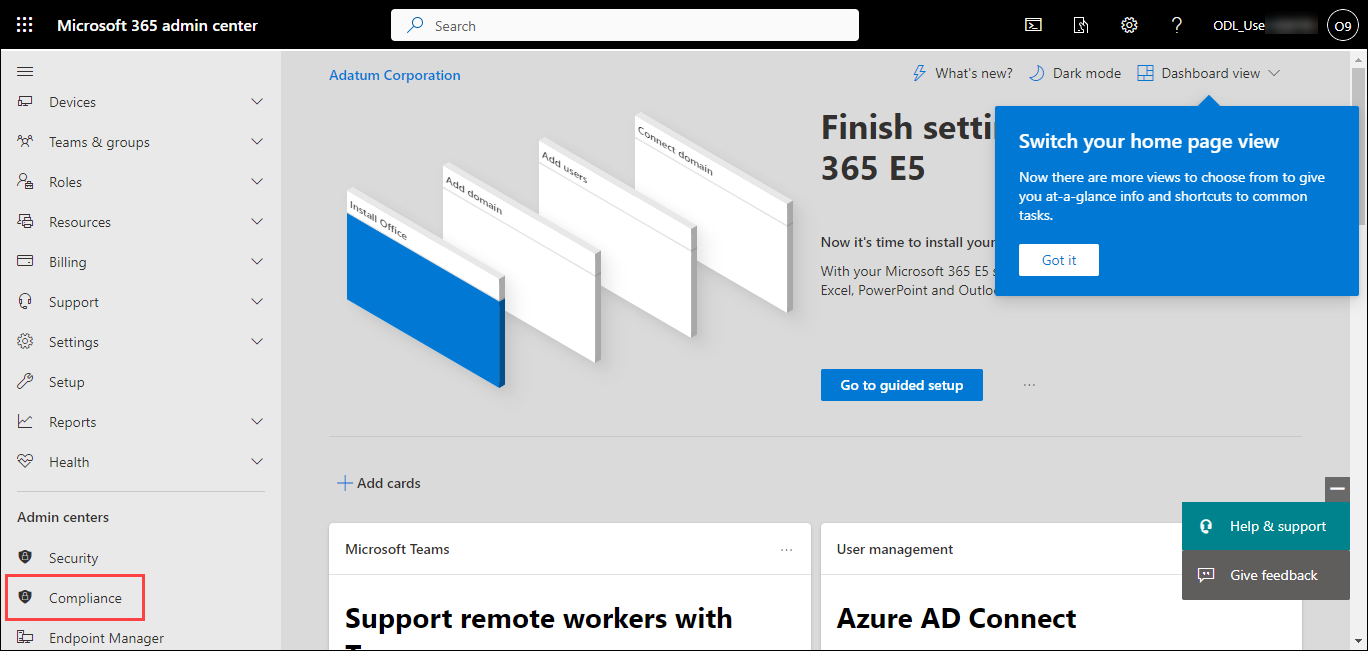 Microsoft 365 admin center
Search
ODL_Use
O9
Adatum Corporation
What's new?
Dark mode
Dashboard view
Devices
Teams & groups
Roles
Resources
Billing
Support
Settings
Setup
Reports
Health
Admin centers
Security
Compliance
Endpoint Manager
Install Office
Add domain
Add users
Connect domain
Finish setti
365 E5
Now it's time to install your
With your Microsoft 365 E5 s
Excel, PowerPoint and Outlo
Go to guided setup
Switch your home page view
Now there are more views to choose from to give
you at-a-glance info and shortcuts to common
tasks.
Got it
Add cards
Microsoft Teams
Support remote workers with
User management
Azure AD Connect
Help & support
Give feedback